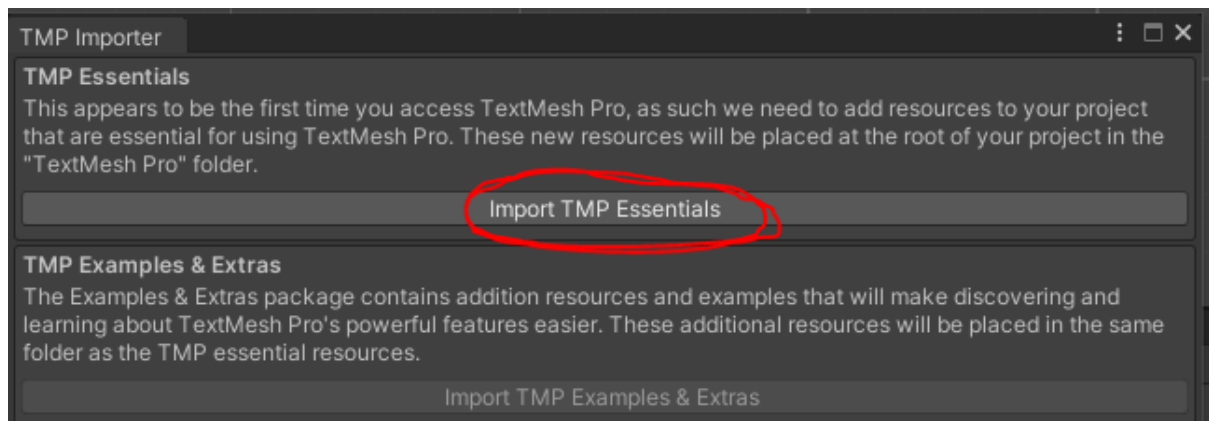 TMP Importer
TMP Essentials
This appears to be the first time you access TextMesh Pro, as such we need to add resources to your project
that are essential for using TextMesh Pro. These new resources will be placed at the root of your project in the
"TextMesh Pro" folder.
Import TMP Essentials
TMP Examples & Extras
The Examples & Extras package contains addition resources and examples that will make discovering and
learning about TextMesh Pro's powerful features easier. These additional resources will be placed in the same
folder as the TMP essential resources.
Import TMP Examples & Extras